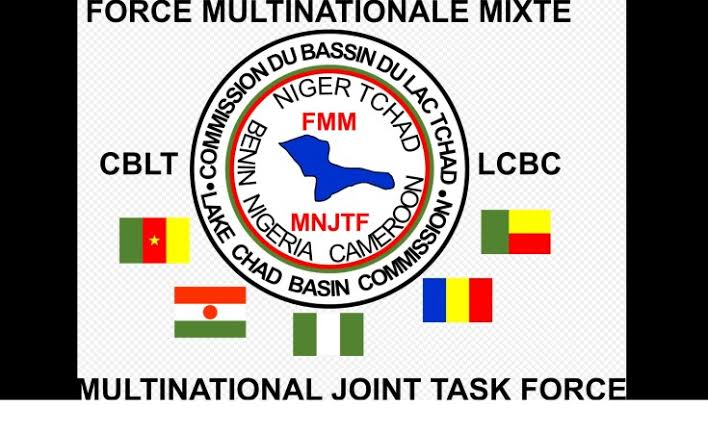 FORCE MULTINATIONALE MIXTE
•COMMISSION DU BASSIN DU LAC TCHAD•
NIGER TCHAD
FMM
CBLT
LCBC
BENIN NIGERIA CAMEROON
MNJTF
LAKE CHAD BASIN COMMISSION
MULTINATIONAL JOINT TASK FORCE